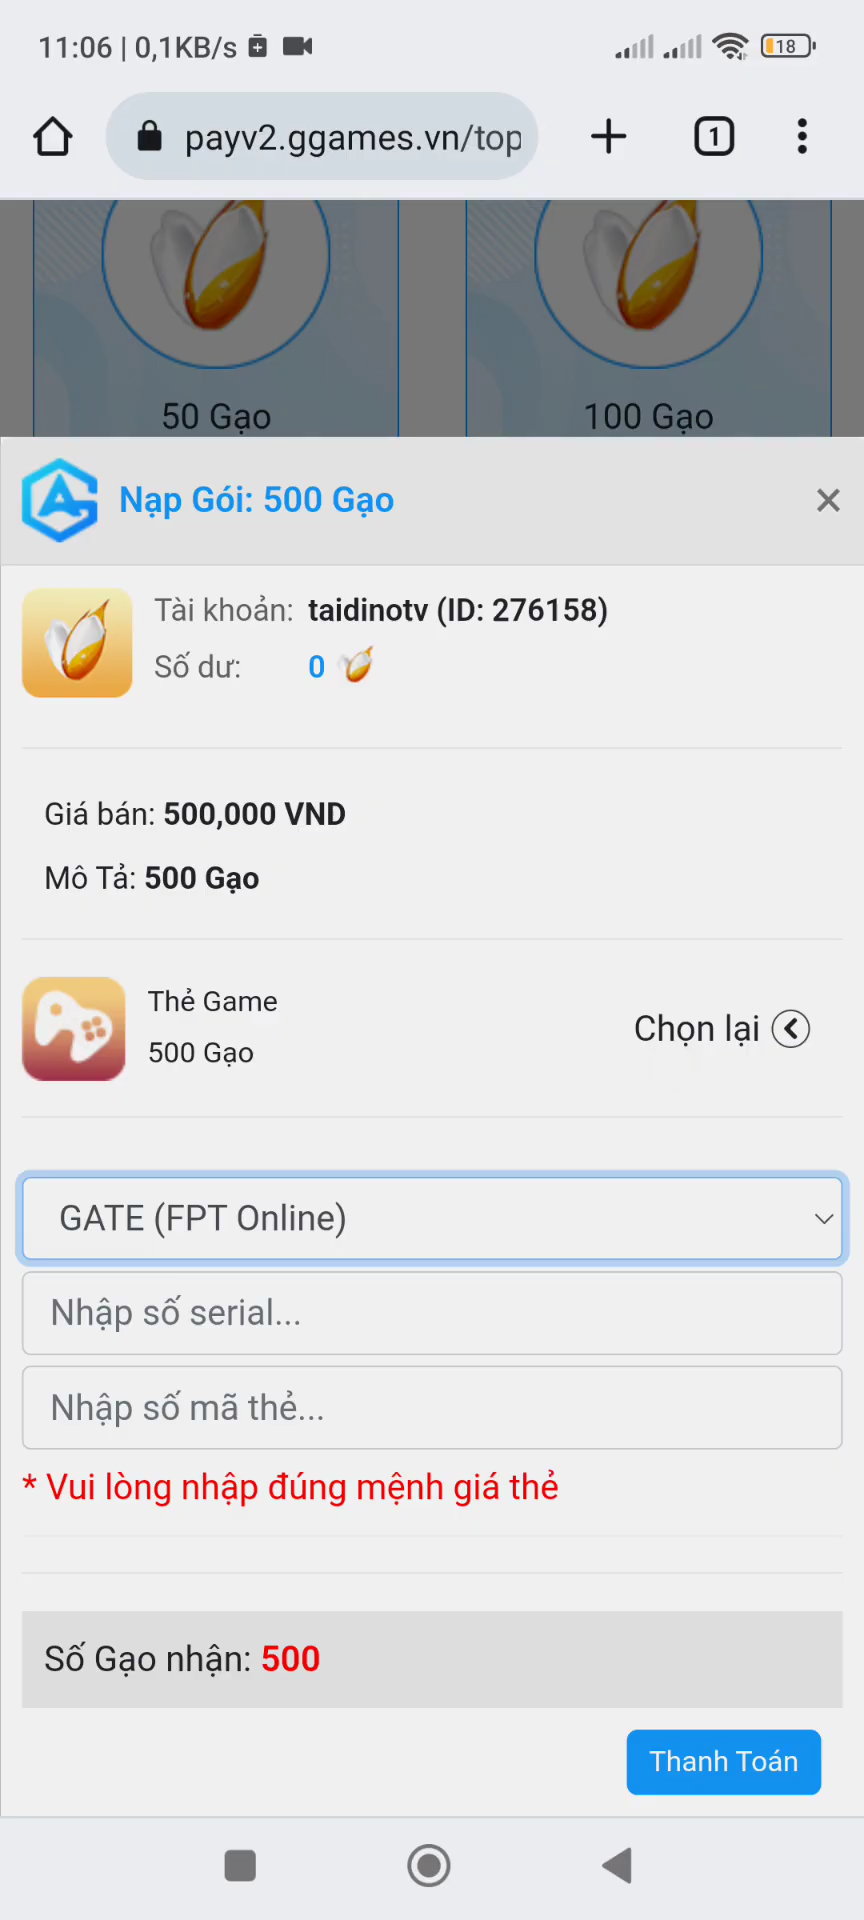 11:06 | 0,1KB/s
18
payv2.ggames.vn/top
1
50 Gạo
100 Gạo
Nạp Gói: 500 Gạo
×
Tài khoản: taidinotv (ID: 276158)
Số dư: 0
Giá bán: 500,000 VND
Mô Tả: 500 Gạo
Thẻ Game
500 Gạo
Chọn lại
GATE (FPT Online)
Nhập số serial...
Nhập số mã thẻ...
* Vui lòng nhập đúng mệnh giá thẻ
Số Gạo nhận: 500
Thanh Toán